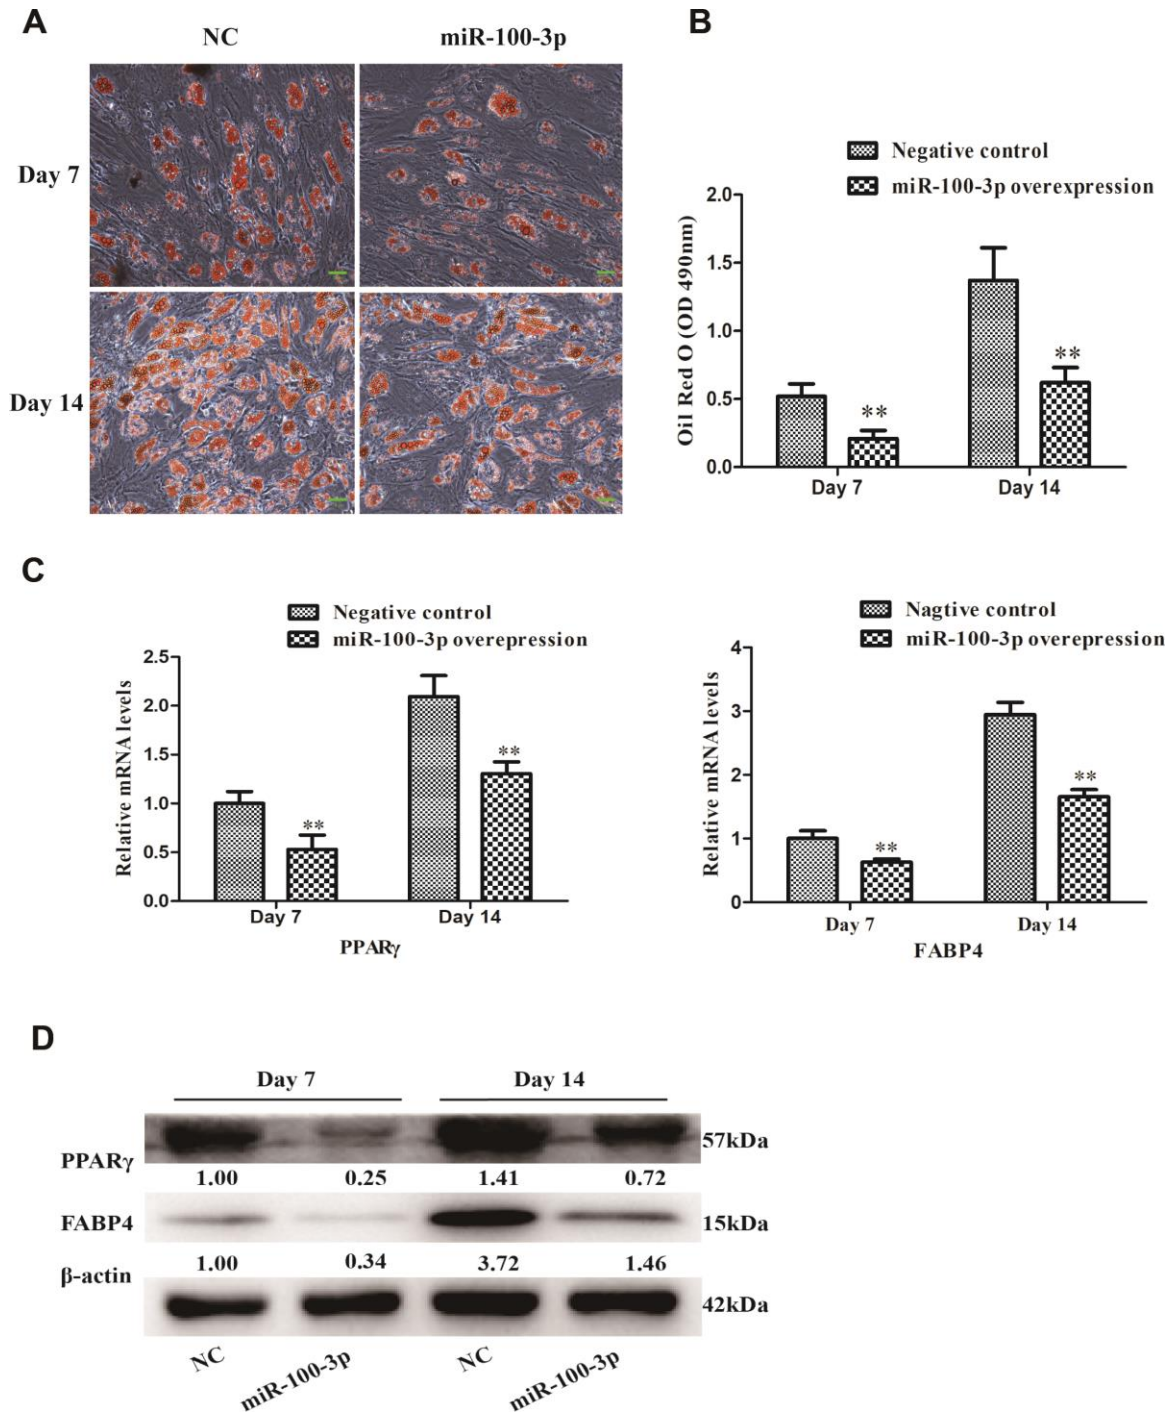 A
NC
miR-100-3p
Day 7
Day 14
B
Negative control
miR-100-3p overexpression
Oil Red O (OD 490nm)
2.0
1.5
1.0
0.5
0.0
**
**
Day 7
Day 14
C
Negative control
miR-100-3p overepression
Relative mRNA levels
2.5
2.0
1.5
1.0
0.5
0.0
**
**
Day 7
Day 14
PPARγ
Nagtive control
miR-100-3p overepression
Relative mRNA levels
4
3
2
1
0
**
**
Day 7
Day 14
FABP4
D
Day 7
Day 14
PPARγ
57kDa
1.00
0.25
1.41
0.72
FABP4
15kDa
1.00
0.34
3.72
1.46
β-actin
42kDa
NC
miR-100-3p
NC
miR-100-3p